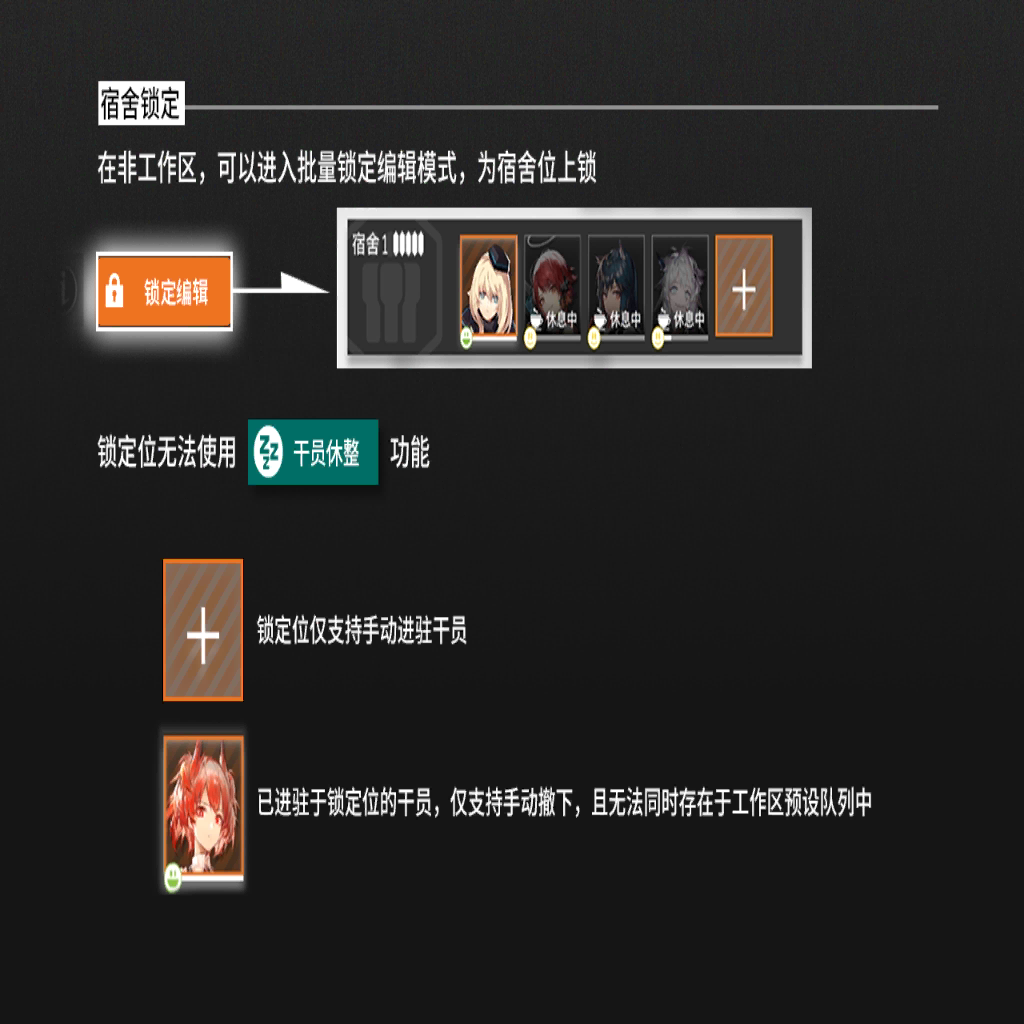 宿舍锁定
在非工作区，可以进入批量锁定编辑模式，为宿舍位上锁
宿舍1
锁定编辑
休息中 休息中 休息中
锁定位无法使用 干员休整 功能
锁定位仅支持手动进驻干员
已进驻于锁定位的干员，仅支持手动撤下，且无法同时存在于工作区预设队列中